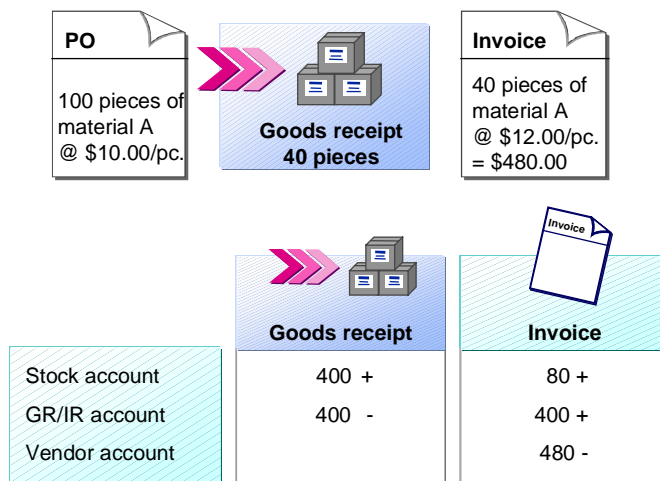 PO
100 pieces of
material A
@ $10.00/pc.
Goods receipt
40 pieces
Invoice
40 pieces of
material A
@ $12.00/pc.
= $480.00
Invoice
Goods receipt
Invoice
Stock account 400 + 80 +
GR/IR account 400 - 400 +
Vendor account 480 -